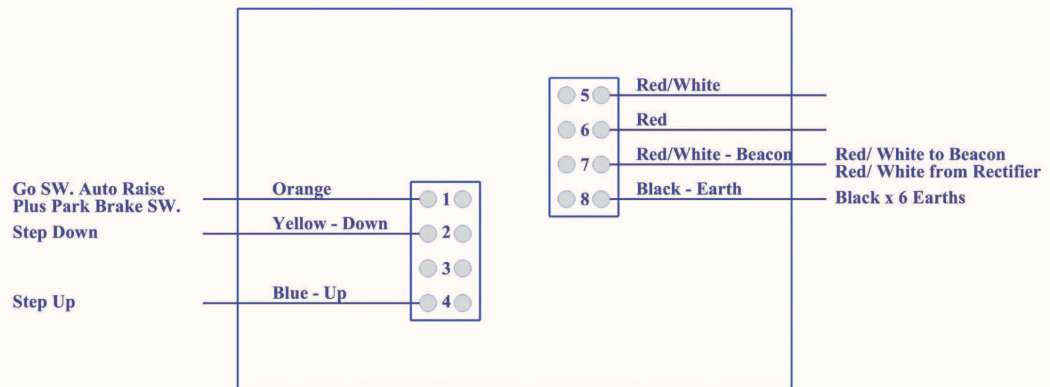 Go SW. Auto Raise
Plus Park Brake SW.
Orange
1
Step Down
Yellow - Down
2
3
Step Up
Blue - Up
4
5
Red/White
6
Red
7
Red/White - Beacon
Red/ White to Beacon
Red/ White from Rectifier
8
Black - Earth
Black x 6 Earths